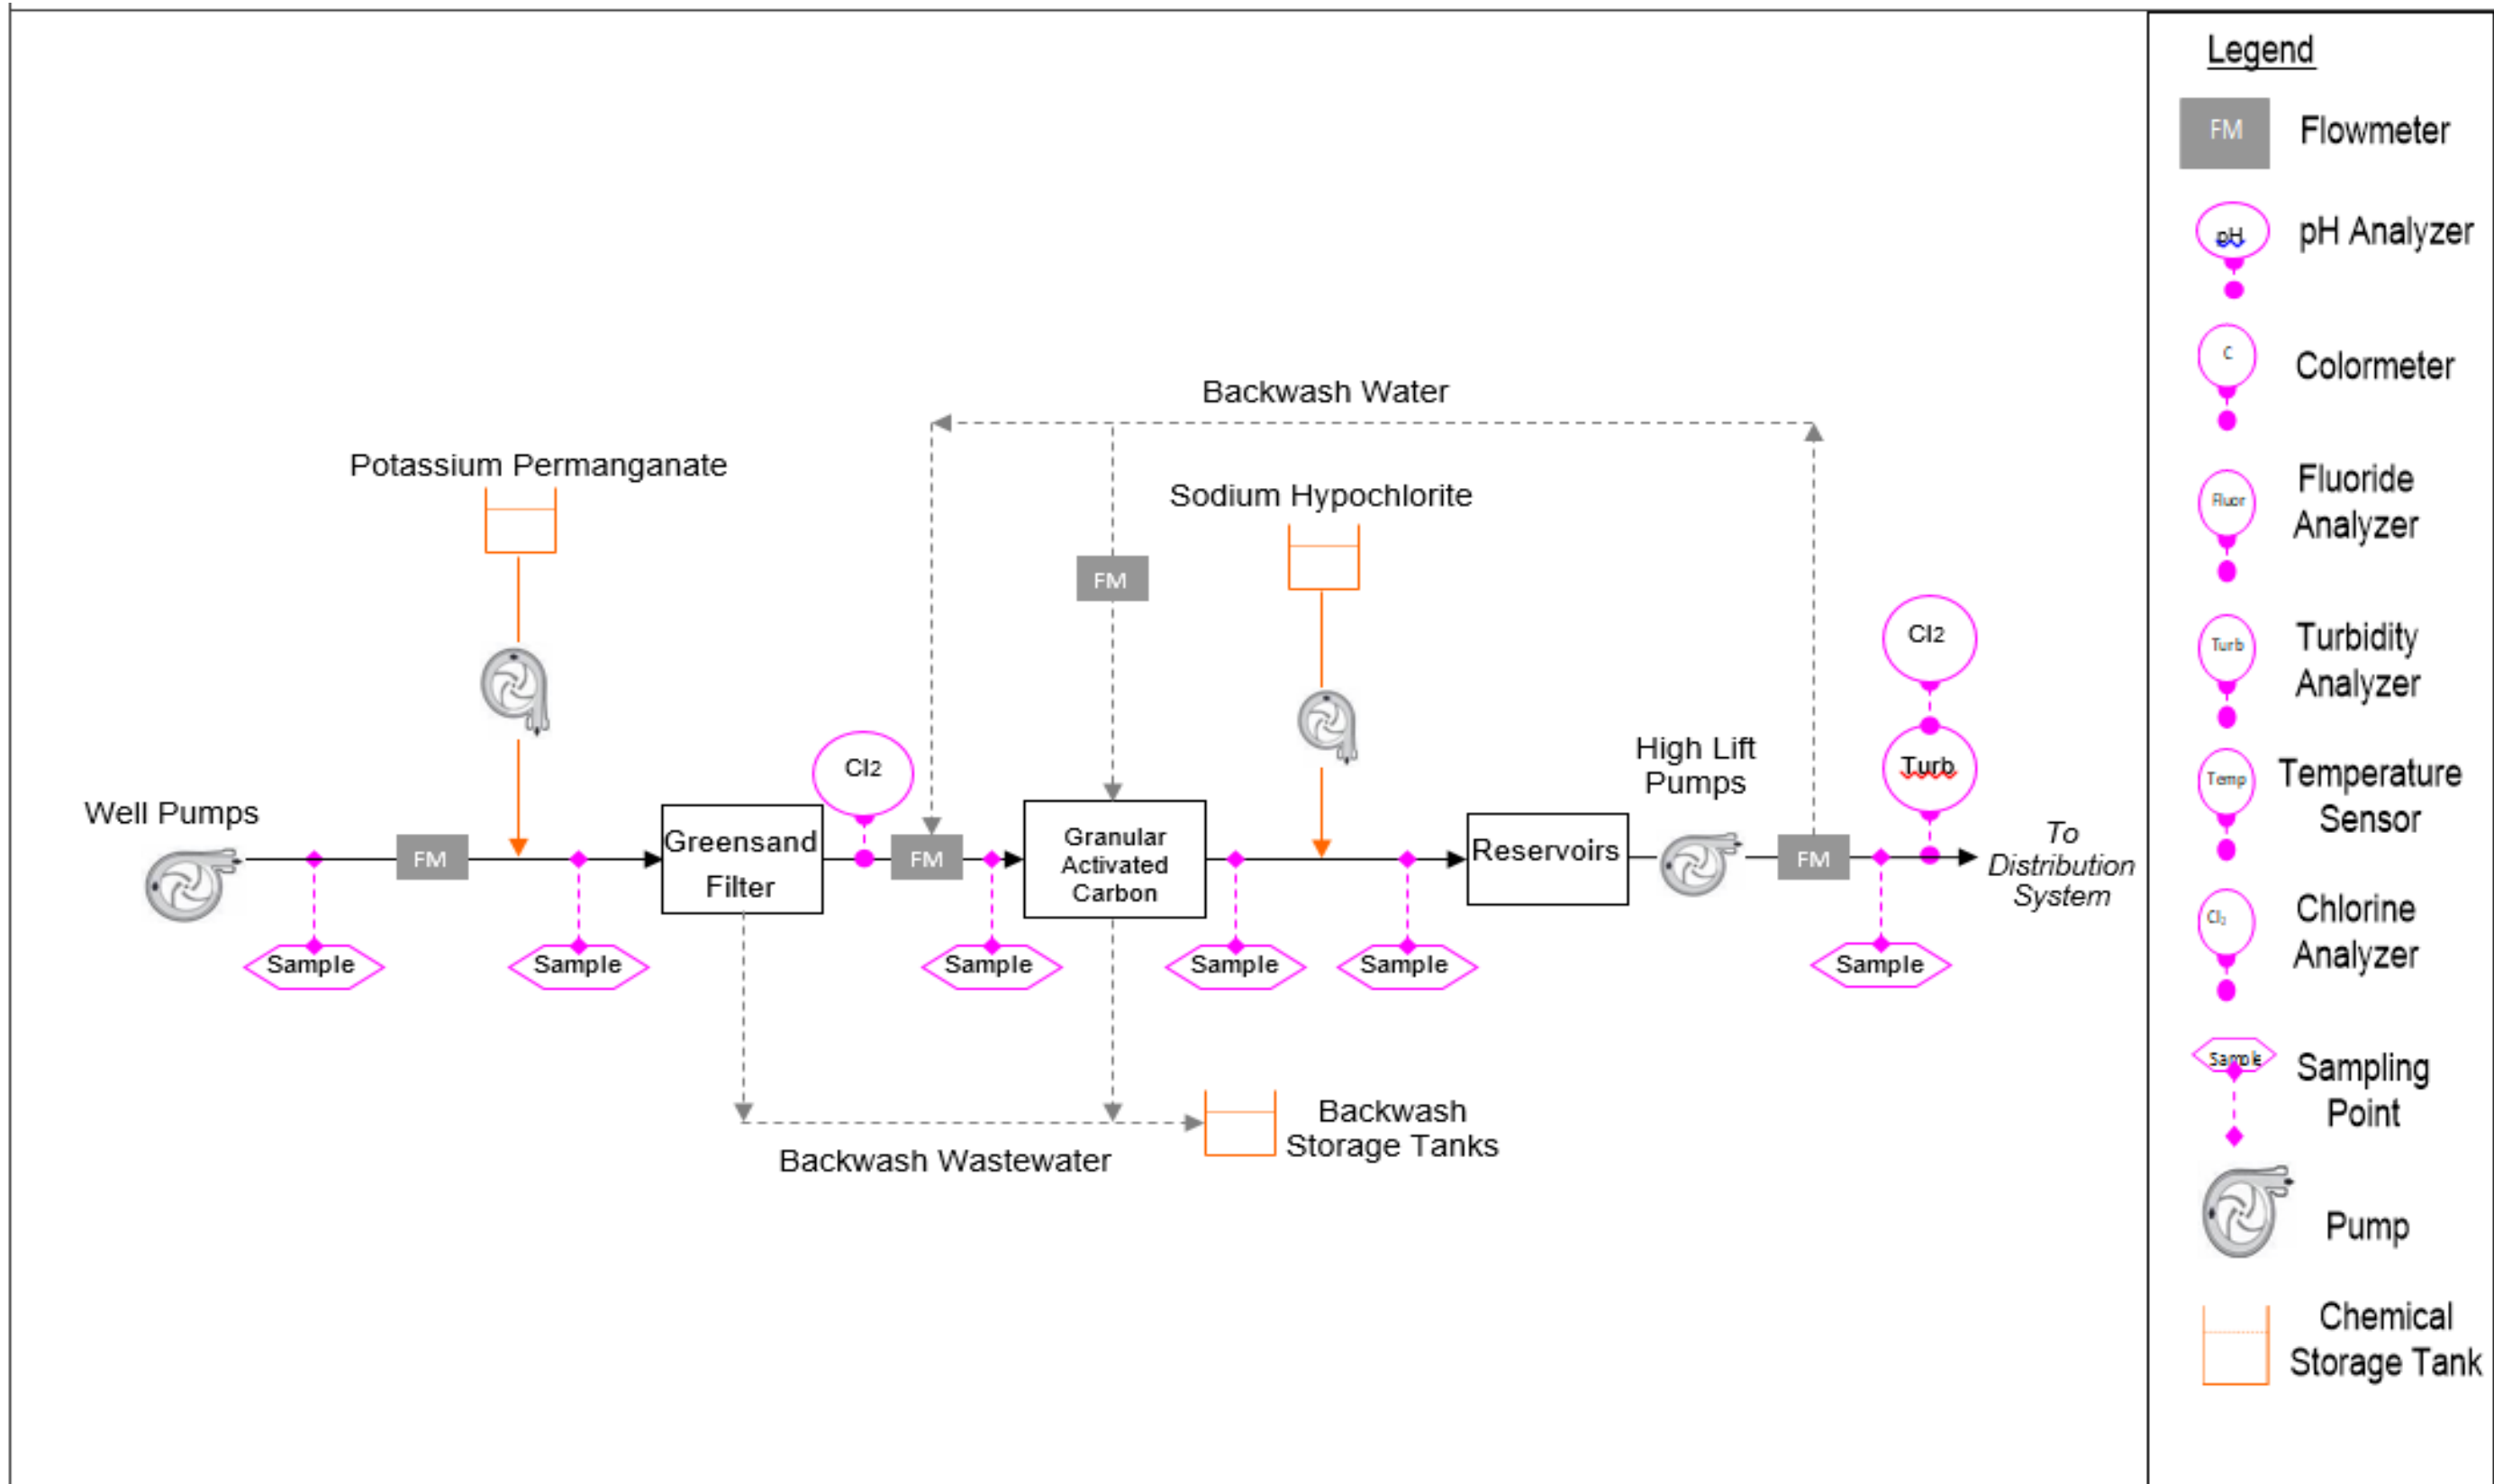 Backwash Water
Potassium Permanganate
Sodium Hypochlorite
FM
Cl2
High Lift
Pumps
Cl2
Turb
Well Pumps
FM
Greensand
Filter
FM
Granular
Activated
Carbon
Reservoirs
FM
To
Distribution
System
Sample
Sample
Sample
Sample
Sample
Sample
Backwash
Storage Tanks
Backwash Wastewater
Legend
FM
Flowmeter
pH
pH Analyzer
C
Colormeter
Fluor
Fluoride
Analyzer
Turb
Turbidity
Analyzer
Temp
Temperature
Sensor
Cl2
Chlorine
Analyzer
Sample
Sampling
Point
Pump
Chemical
Storage Tank